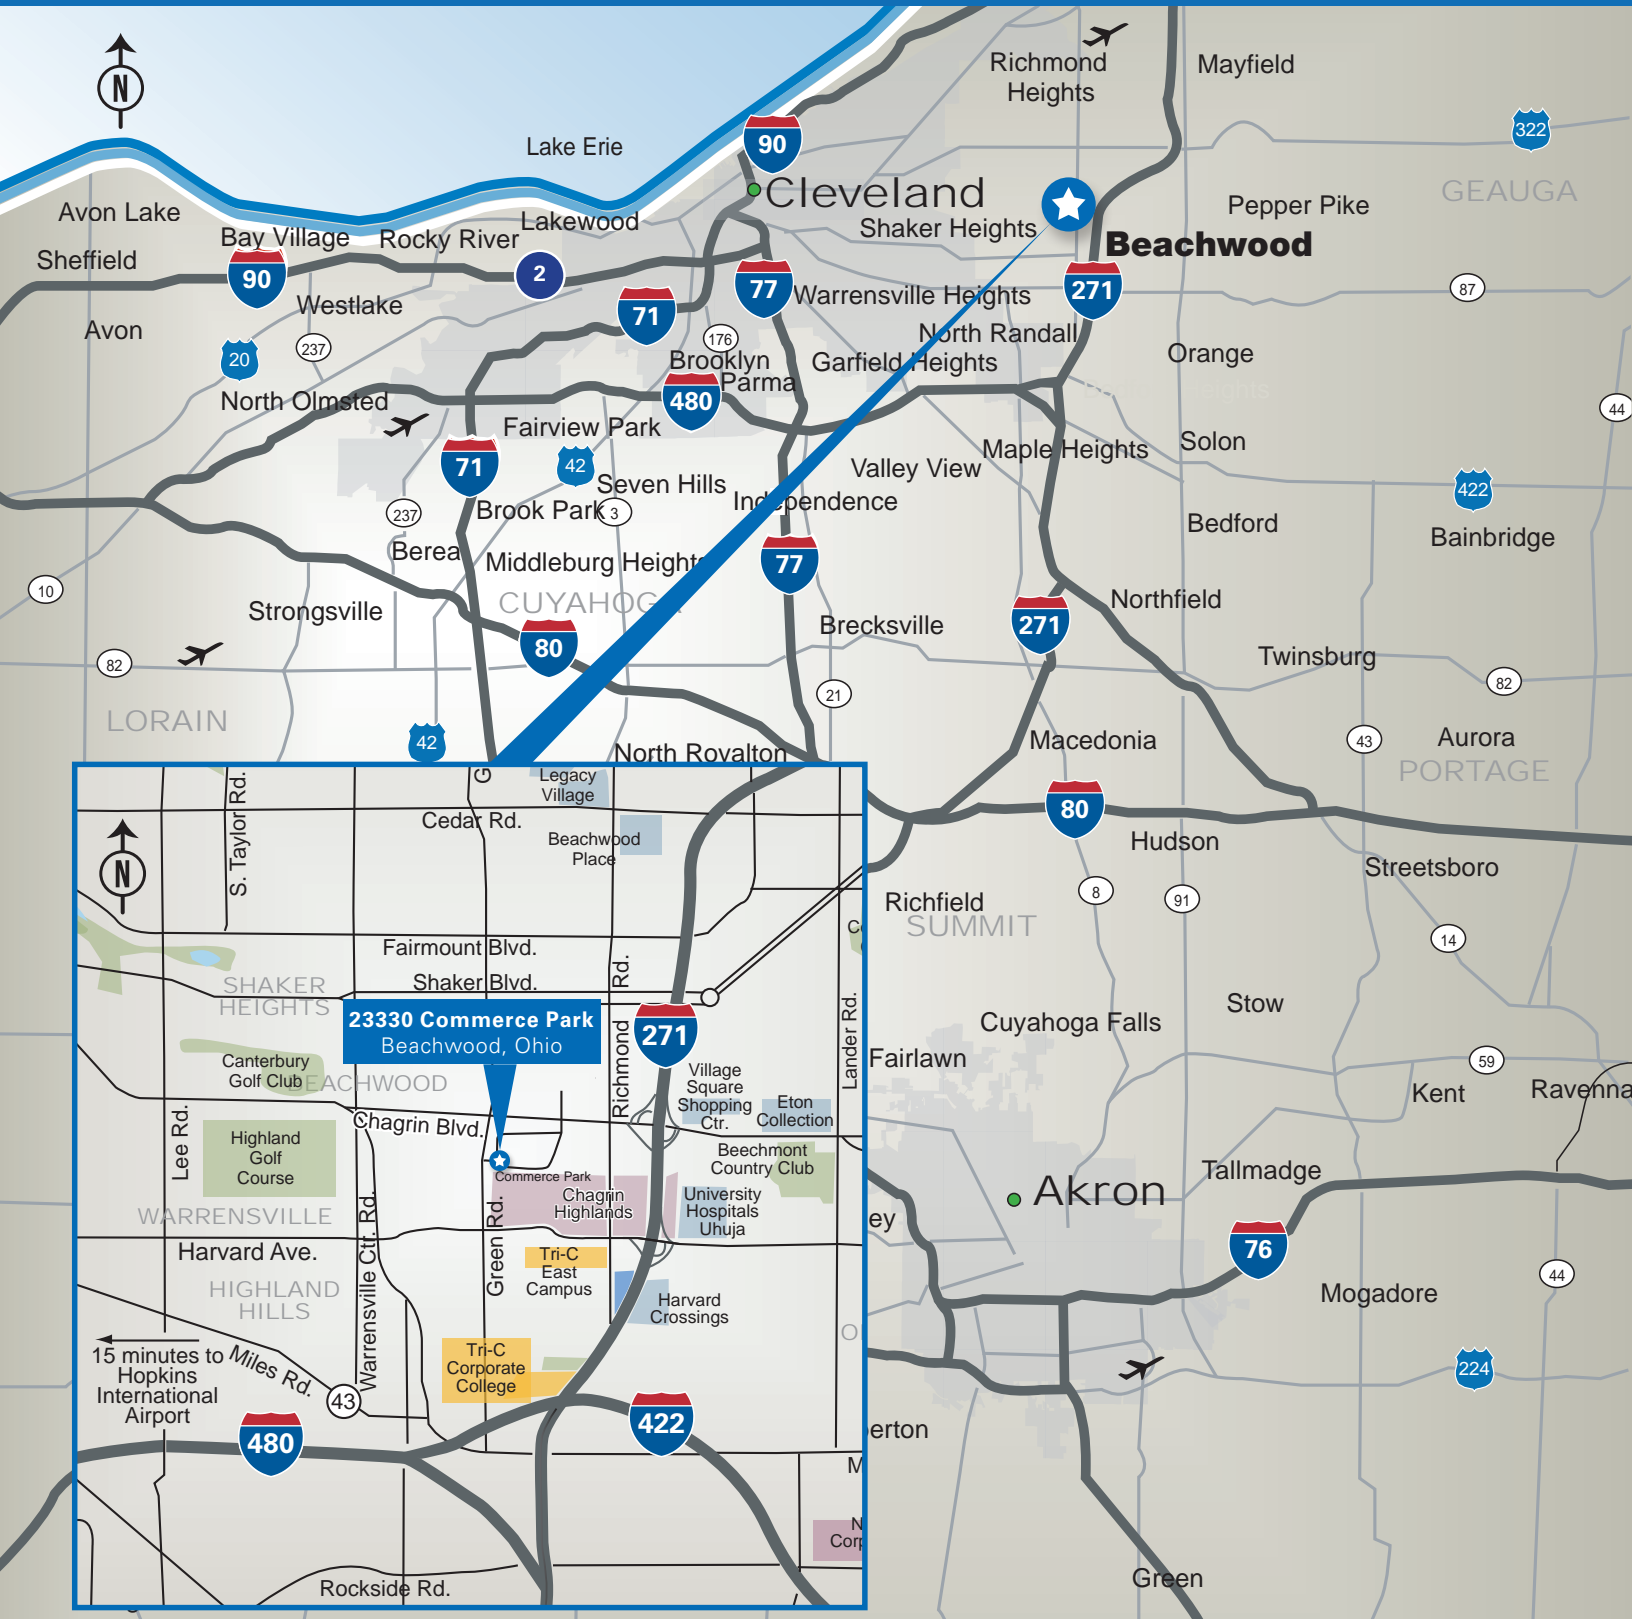 N
Richmond
Heights
Mayfield
322
Lake Erie
90
Cleveland
GEAUGA
Avon Lake
Pepper Pike
Lakewood
Shaker Heights
Bay Village
Rocky River
Beachwood
Sheffield
90
2
77
271
87
Westlake
Warrensville Heights
71
Avon
North Randall
237
176
20
Brooklyn
Garfield Heights
Orange
Parma
480
North Olmsted
44
Fairview Park
Maple Heights
Solon
71
42
Valley View
Seven Hills
422
Independence
237
Brook Park
3
Bedford
Bainbridge
Berea
Middleburg Heights
77
10
CUYAHOGA
Northfield
Strongsville
271
Brecksville
80
82
Twinsburg
82
21
LORAIN
42
43
Aurora
Macedonia
North Royalton
PORTAGE
80
Hudson
Streetsboro
8
91
Richfield
SUMMIT
14
Stow
Cuyahoga Falls
Fairlawn
59
Kent
Ravenna
Tallmadge
Akron
ey
76
44
Mogadore
224
erton
Green
G
Legacy
Village
S. Taylor Rd.
Cedar Rd.
Beachwood
Place
N
Fairmount Blvd.
Shaker Blvd.
Richmond Rd.
SHAKER
HEIGHTS
23330 Commerce Park
Beachwood, Ohio
271
Lander Rd.
Canterbury
Golf Club
BEACHWOOD
Village
Square
Shopping
Ctr.
Eton
Collection
Chagrin Blvd.
Lee Rd.
Highland
Golf
Course
Beechmont
Country Club
Commerce Park
Chagrin
Highlands
University
Hospitals
Uhuja
WARRENSVILLE
Warrensville Ctr. Rd.
Green Rd.
Harvard Ave.
Tri-C
East
Campus
HIGHLAND
HILLS
Harvard
Crossings
15 minutes to
Hopkins
International
Airport
Miles Rd.
43
Tri-C
Corporate
College
480
422
M
N
Corp
Rockside Rd.